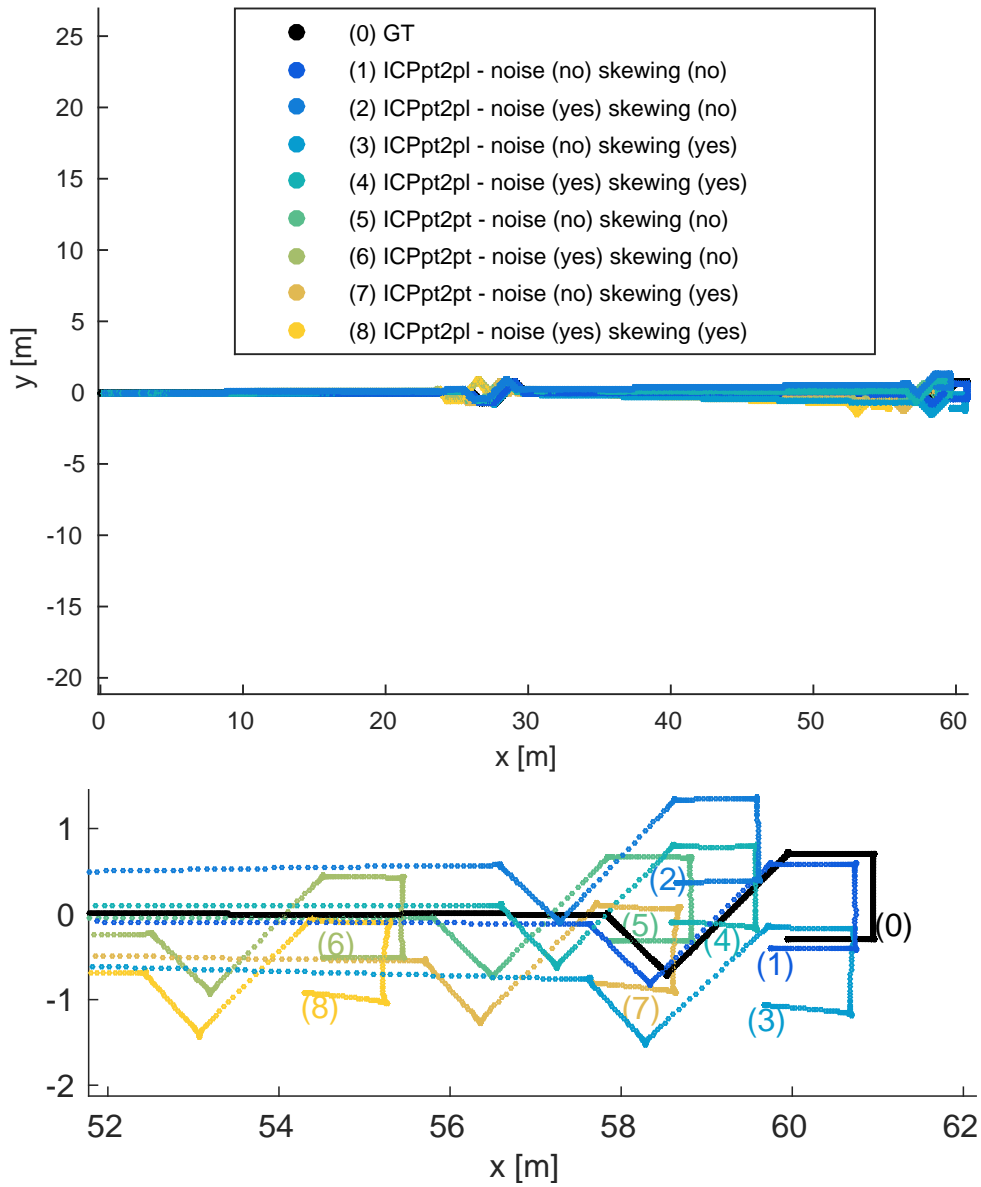 25
20
15
10
5
0
-5
-10
-15
-20
y [m]
(0) GT
(1) ICPpt2pl - noise (no) skewing (no)
(2) ICPpt2pl - noise (yes) skewing (no)
(3) ICPpt2pl - noise (no) skewing (yes)
(4) ICPpt2pl - noise (yes) skewing (yes)
(5) ICPpt2pt - noise (no) skewing (no)
(6) ICPpt2pt - noise (yes) skewing (no)
(7) ICPpt2pt - noise (no) skewing (yes)
(8) ICPpt2pl - noise (yes) skewing (yes)
0 10 20 30 40 50 60
x [m]
1
0
-1
-2
(2)
(0)
(5)
(4)
(6)
(1)
(8)
(7)
(3)
52 54 56 58 60 62
x [m]